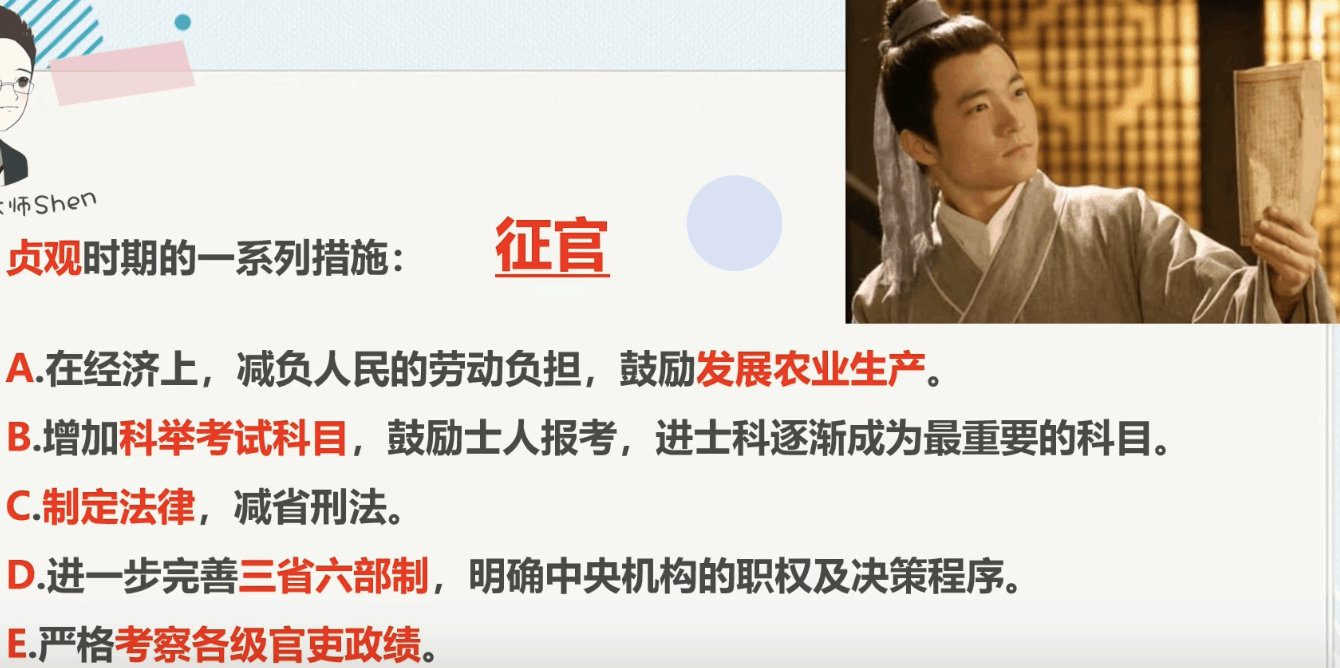 师Shen
贞观时期的一系列措施：
征官
A.在经济上，减负人民的劳动负担，鼓励发展农业生产。
B.增加科举考试科目，鼓励士人报考，进士科逐渐成为最重要的科目。
C.制定法律，减省刑法。
D.进一步完善三省六部制，明确中央机构的职权及决策程序。
E.严格考察各级官吏政绩。